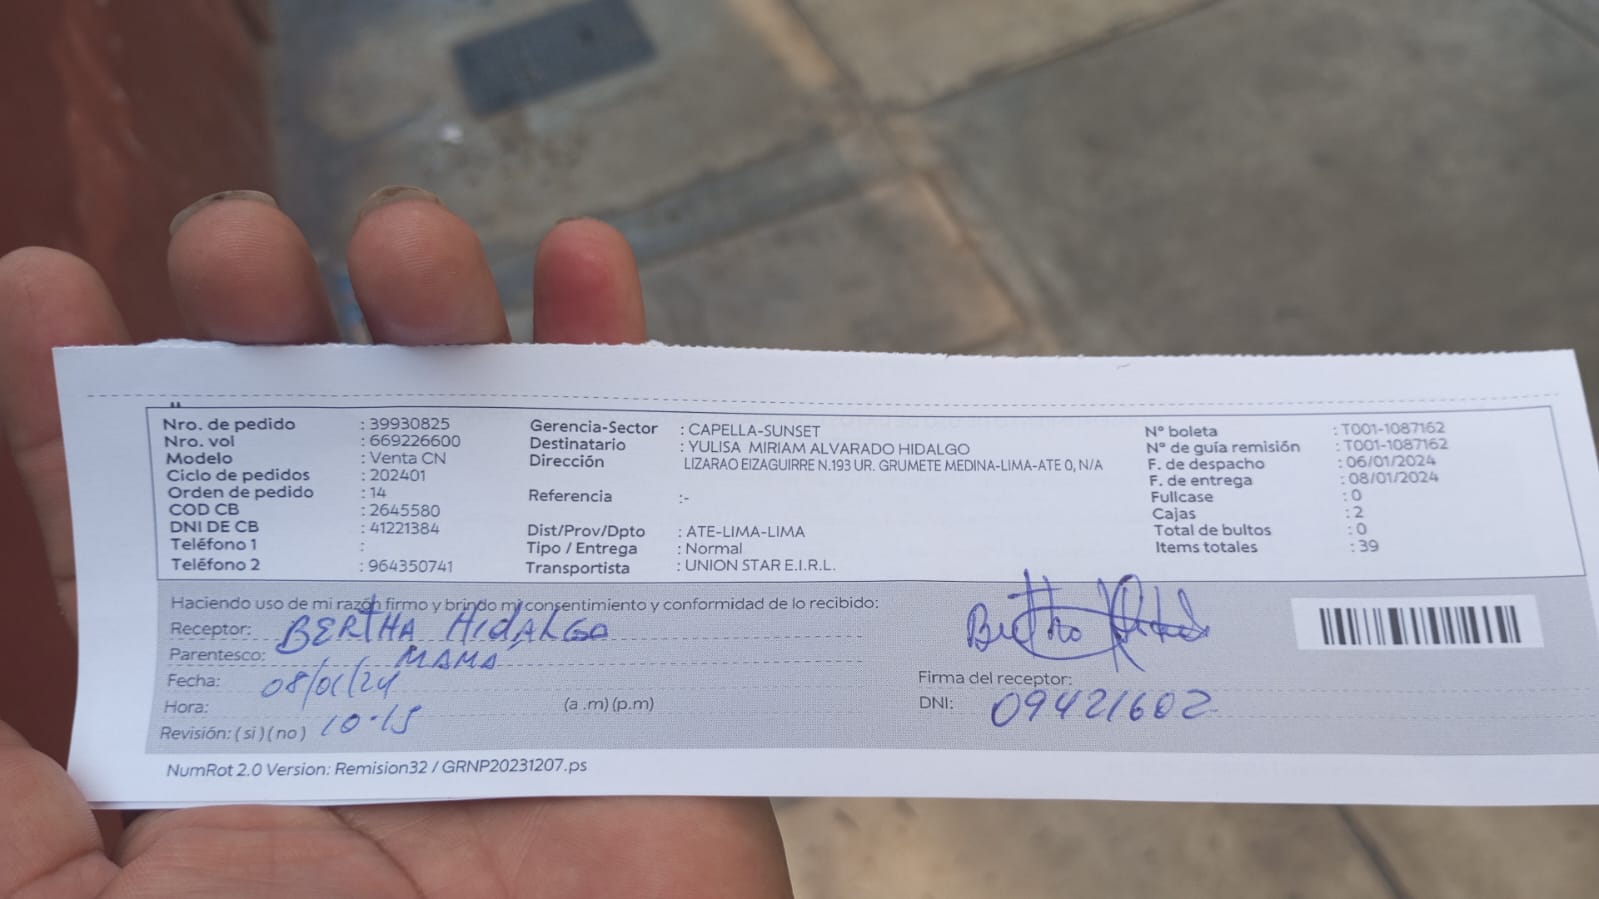 Nro. de pedido : 39930825
Nro. vol : 669226600
Modelo : Venta CN
Ciclo de pedidos : 202401
Orden de pedido : 14
COD CB : 2645580
DNI DE CB : 41221384
Teléfono 1 :
Teléfono 2 : 964350741
Gerencia-Sector : CAPELLA-SUNSET
Destinatario : YULISA MIRIAM ALVARADO HIDALGO
Dirección LIZARAO EIZAGUIRRE N.193 UR. GRUMETE MEDINA-LIMA-ATE 0, N/A
Referencia :-
Dist/Prov/Dpto : ATE-LIMA-LIMA
Tipo / Entrega : Normal
Transportista : UNION STAR E.I.R.L.
N° boleta : T001-1087162
N° de guía remisión : T001-1087162
F. de despacho : 06/01/2024
F. de entrega : 08/01/2024
Fullcase : 0
Cajas : 2
Total de bultos : 0
Items totales : 39
Haciendo uso de mi razón firmo y brindo mi consentimiento y conformidad de lo recibido:
Receptor: BERTHA HIDALGO
Parentesco: MAMÁ
Fecha: 08/01/24
Hora: 10·15 (a .m) (p.m)
Revisión: ( si ) ( no )
Bertha Hidalgo
Firma del receptor:
DNI: 09421602
NumRot 2.0 Version: Remision32 / GRNP20231207.ps